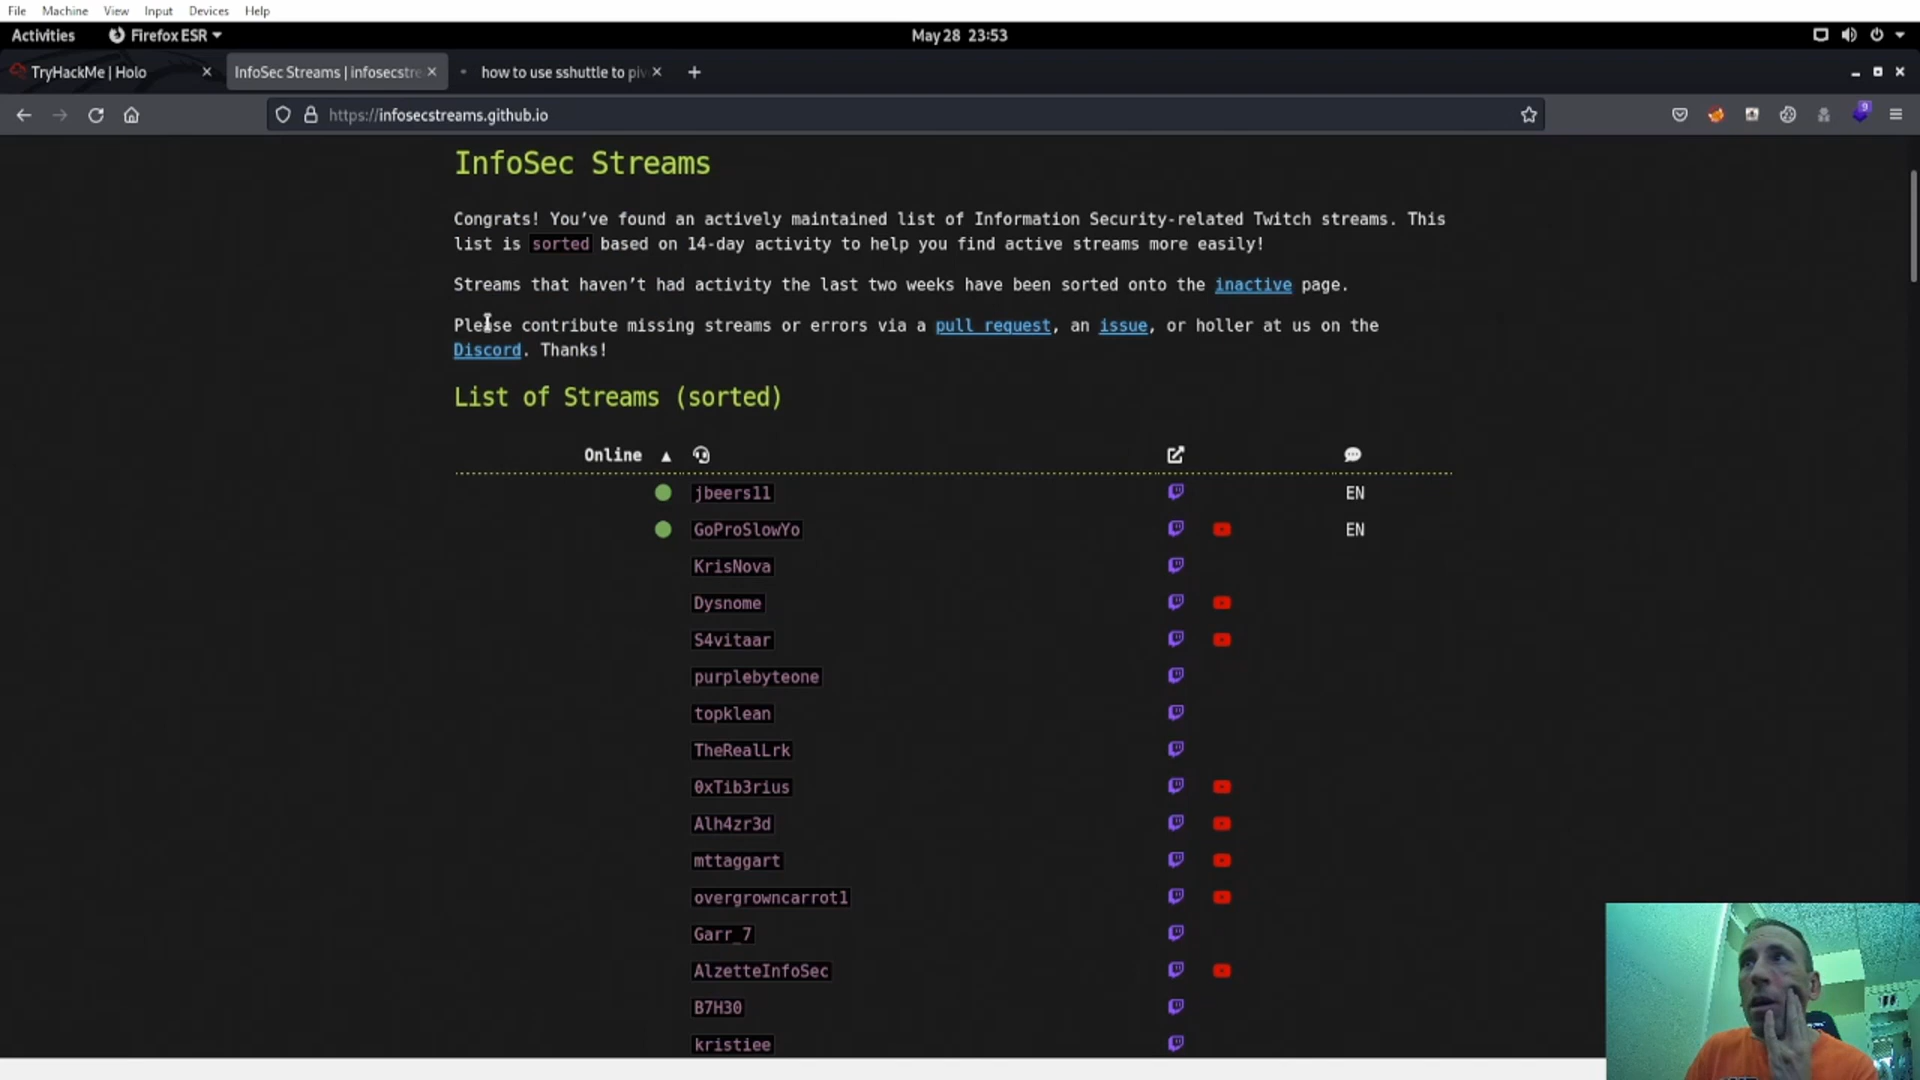 File Machine View Input Devices Help
Activities Firefox ESR May 28 23:53
TryHackMe | Holo InfoSec Streams | infosecstre how to use sshuttle to piv
https://infosecstreams.github.io 9
InfoSec Streams
Congrats! You've found an actively maintained list of Information Security-related Twitch streams. This
list is sorted based on 14-day activity to help you find active streams more easily!
Streams that haven't had activity the last two weeks have been sorted onto the inactive page.
Please contribute missing streams or errors via a pull request, an issue, or holler at us on the
Discord. Thanks!
List of Streams (sorted)
Online ▲
jbeers11 EN
GoProSlowYo EN
KrisNova
Dysnome
S4vitaar
purplebyteone
topklean
TheRealLrk
0xTib3rius
Alh4zr3d
mttaggart
overgrowncarrot1
Garr_7
AlzetteInfoSec
B7H30
kristiee